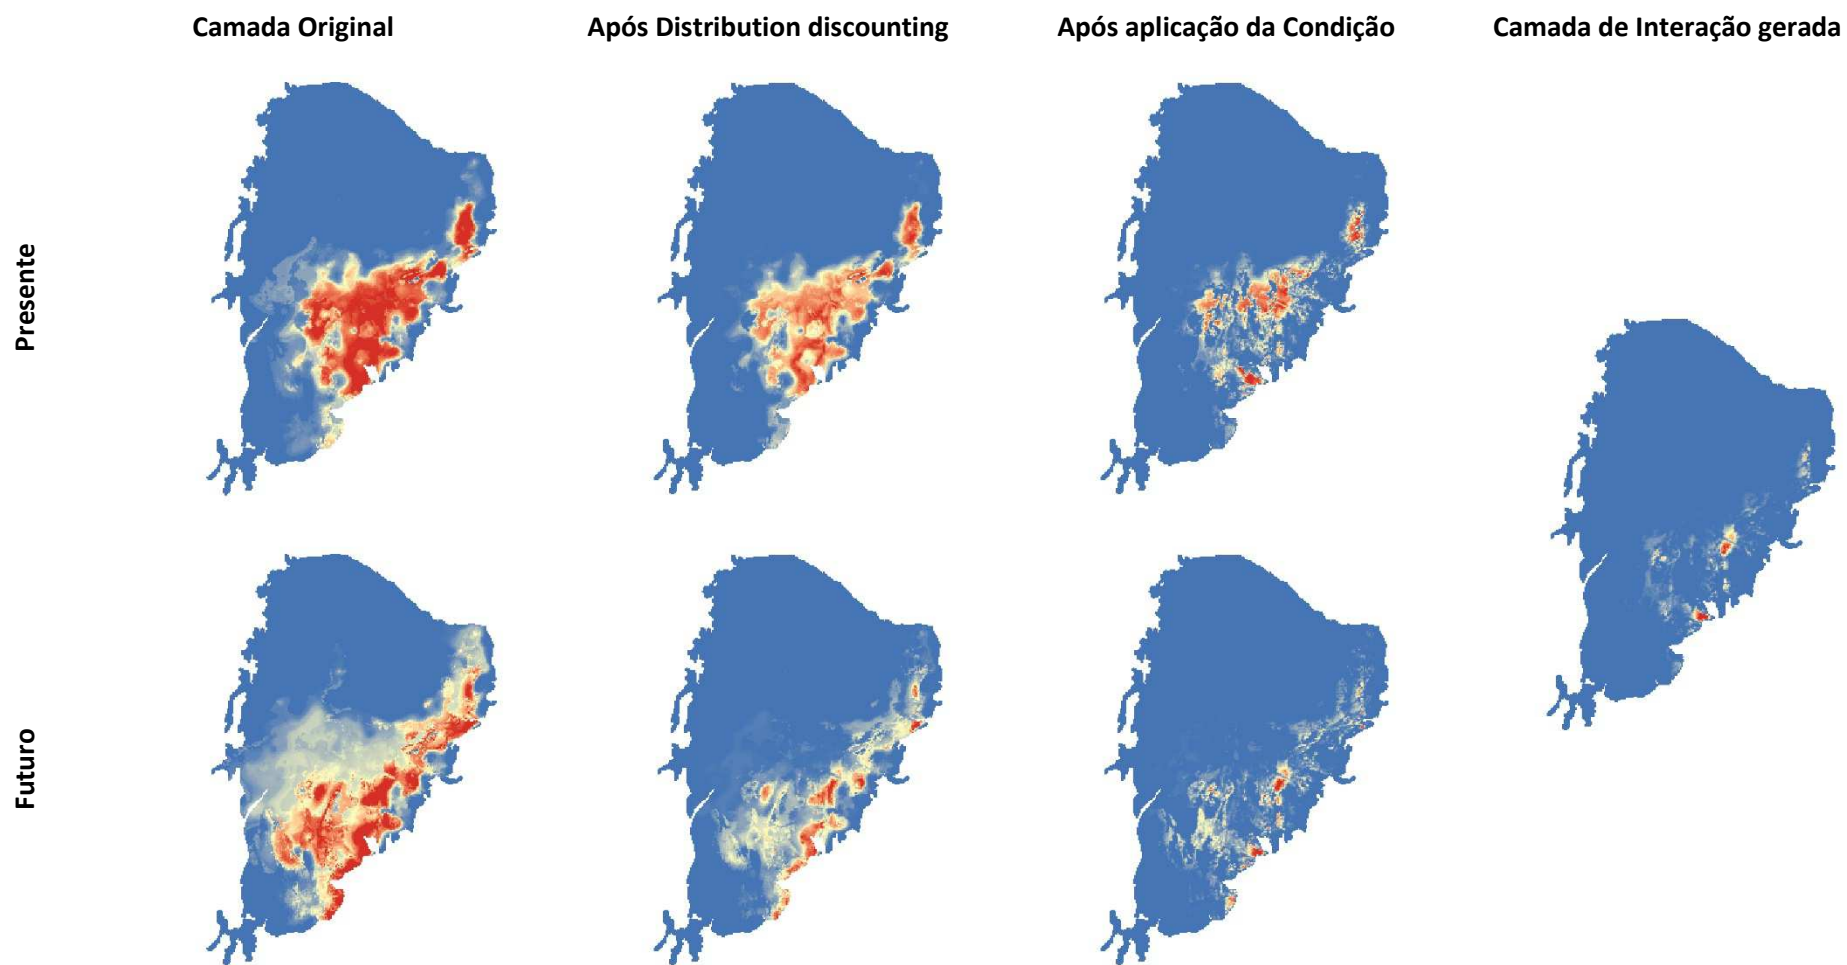 Camada Original
Após Distribution discounting
Após aplicação da Condição
Camada de Interação gerada
Presente
Futuro